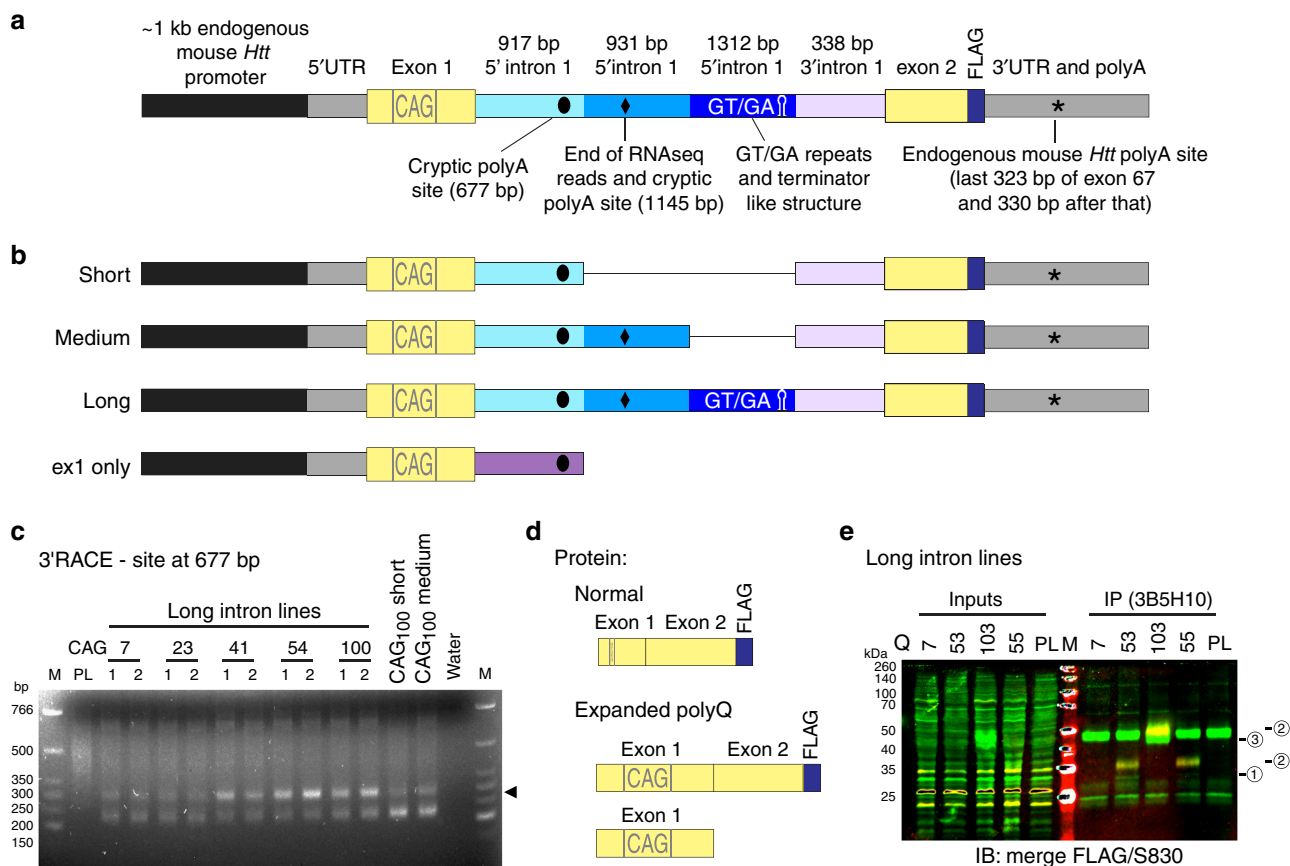 a
~1 kb endogenous
mouse Htt
promoter
5′UTR
Exon 1
917 bp
5′ intron 1
931 bp
5′intron 1
1312 bp
5′intron 1
338 bp
3′intron 1
exon 2
FLAG
3′UTR and polyA
CAG
GT/GA
*
Cryptic polyA
site (677 bp)
End of RNAseq
reads and cryptic
polyA site (1145 bp)
GT/GA repeats
and terminator
like structure
Endogenous mouse Htt polyA site
(last 323 bp of exon 67
and 330 bp after that)
b
Short
CAG
*
Medium
CAG
*
Long
CAG
GT/GA
*
ex1 only
CAG
c
3'RACE - site at 677 bp
Long intron lines
CAG 7 23 41 54 100
CAG100 short
CAG100 medium
Water
M PL 1 2 1 2 1 2 1 2 1 2 M
bp
766
500
350
300
250
200
150
d
Protein:
Normal
Exon 1 Exon 2
FLAG
Expanded polyQ
Exon 1 Exon 2
FLAG
CAG
Exon 1
CAG
e
Long intron lines
Inputs IP (3B5H10)
Q 7 53 103 55 PL M 7 53 103 55 PL
kDa
260
140
100
70
50
40
35
25
②
③
②
①
IB: merge FLAG/S830